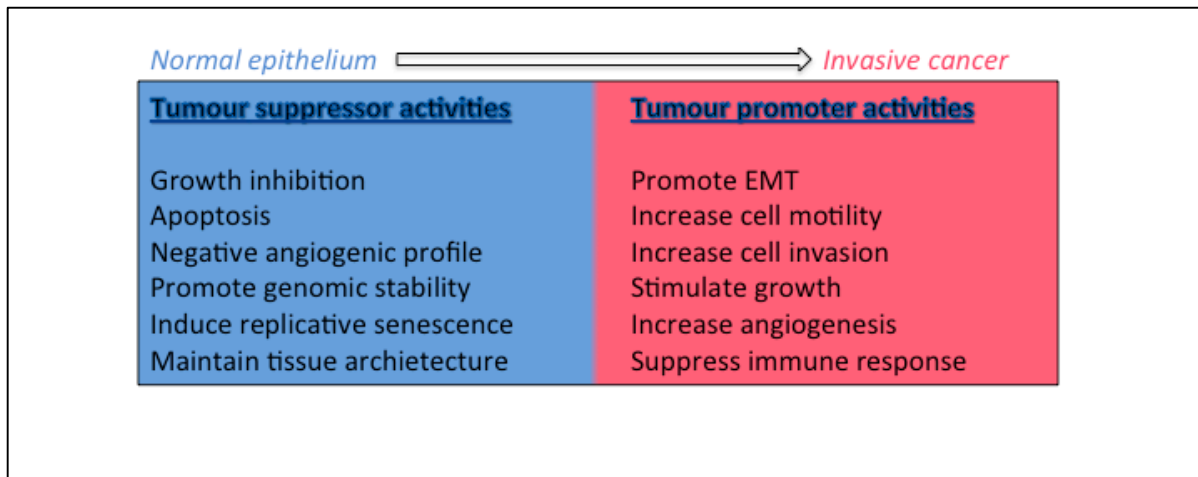 Normal epithelium Invasive cancer
Tumour suppressor activities
Growth inhibition
Apoptosis
Negative angiogenic profile
Promote genomic stability
Induce replicative senescence
Maintain tissue archietecture
Tumour promoter activities
Promote EMT
Increase cell motility
Increase cell invasion
Stimulate growth
Increase angiogenesis
Suppress immune response